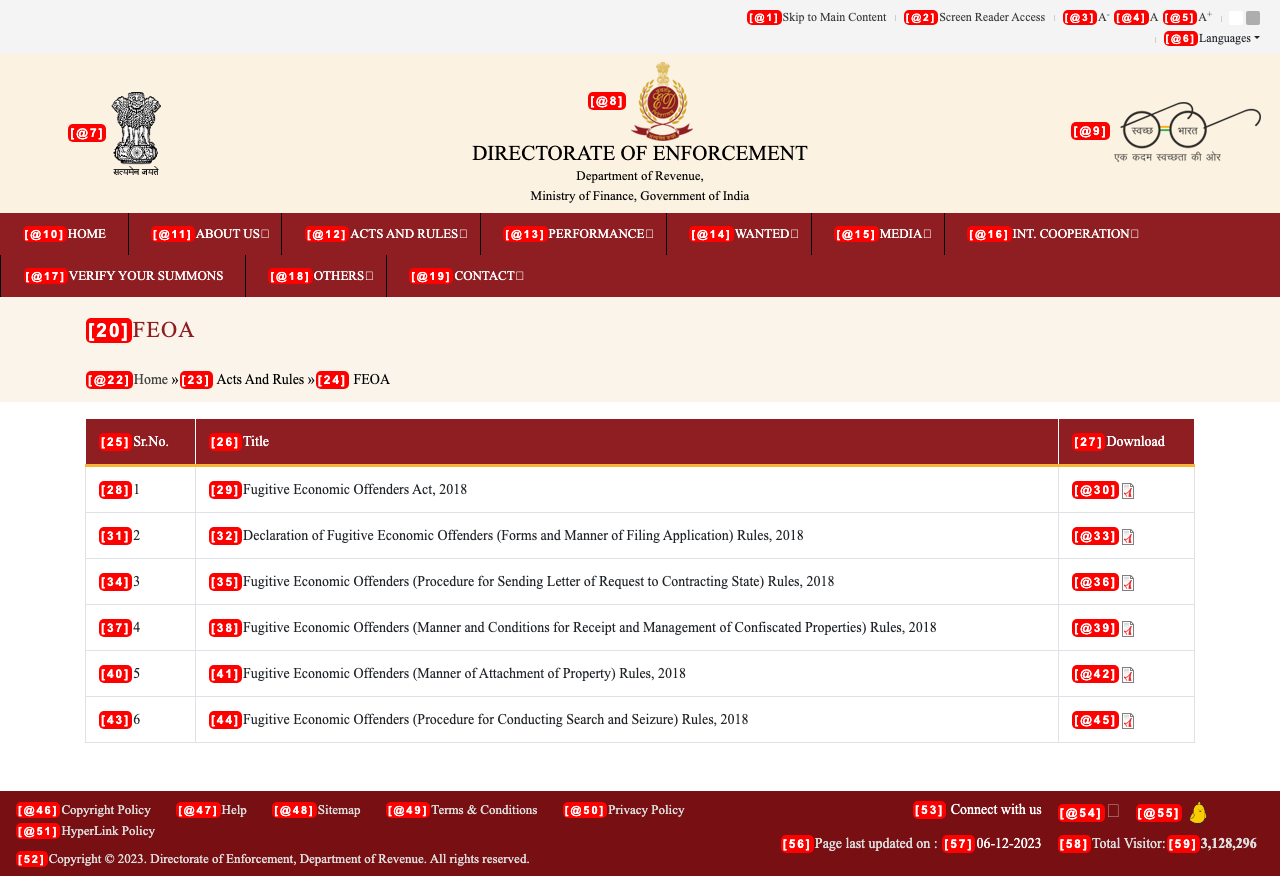 [@1] Skip to Main Content [@2] Screen Reader Access [@3] A- [@4] A [@5] A+
[@6] Languages
[@7] सत्यमेव जयते
[@8]
DIRECTORATE OF ENFORCEMENT
Department of Revenue,
Ministry of Finance, Government of India
[@9] स्वच्छ भारत
एक कदम स्वच्छता की ओर
[@10] HOME [@11] ABOUT US [@12] ACTS AND RULES [@13] PERFORMANCE [@14] WANTED [@15] MEDIA [@16] INT. COOPERATION
[@17] VERIFY YOUR SUMMONS [@18] OTHERS [@19] CONTACT
[20] FEOA
[@22] Home » [23] Acts And Rules » [24] FEOA
[25] Sr.No. [26] Title [27] Download
[28] 1 [29] Fugitive Economic Offenders Act, 2018 [@30]
[31] 2 [32] Declaration of Fugitive Economic Offenders (Forms and Manner of Filing Application) Rules, 2018 [@33]
[34] 3 [35] Fugitive Economic Offenders (Procedure for Sending Letter of Request to Contracting State) Rules, 2018 [@36]
[37] 4 [38] Fugitive Economic Offenders (Manner and Conditions for Receipt and Management of Confiscated Properties) Rules, 2018 [@39]
[40] 5 [41] Fugitive Economic Offenders (Manner of Attachment of Property) Rules, 2018 [@42]
[43] 6 [44] Fugitive Economic Offenders (Procedure for Conducting Search and Seizure) Rules, 2018 [@45]
[@46] Copyright Policy [@47] Help [@48] Sitemap [@49] Terms & Conditions [@50] Privacy Policy
[@51] HyperLink Policy
[52] Copyright © 2023. Directorate of Enforcement, Department of Revenue. All rights reserved.
[53] Connect with us [@54] [@55]
[56] Page last updated on : [57] 06-12-2023 [58] Total Visitor: [59] 3,128,296